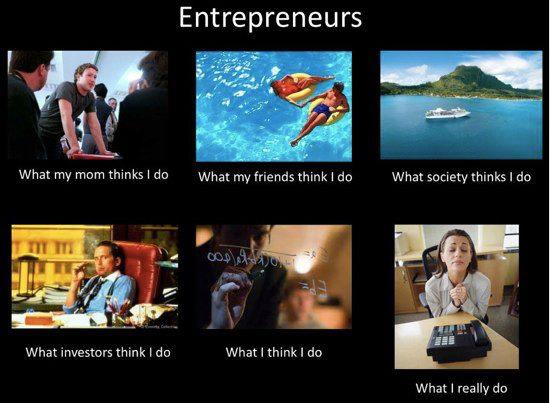 Entrepreneurs
What my mom thinks I do
What my friends think I do
What society thinks I do
What investors think I do
What I think I do
What I really do